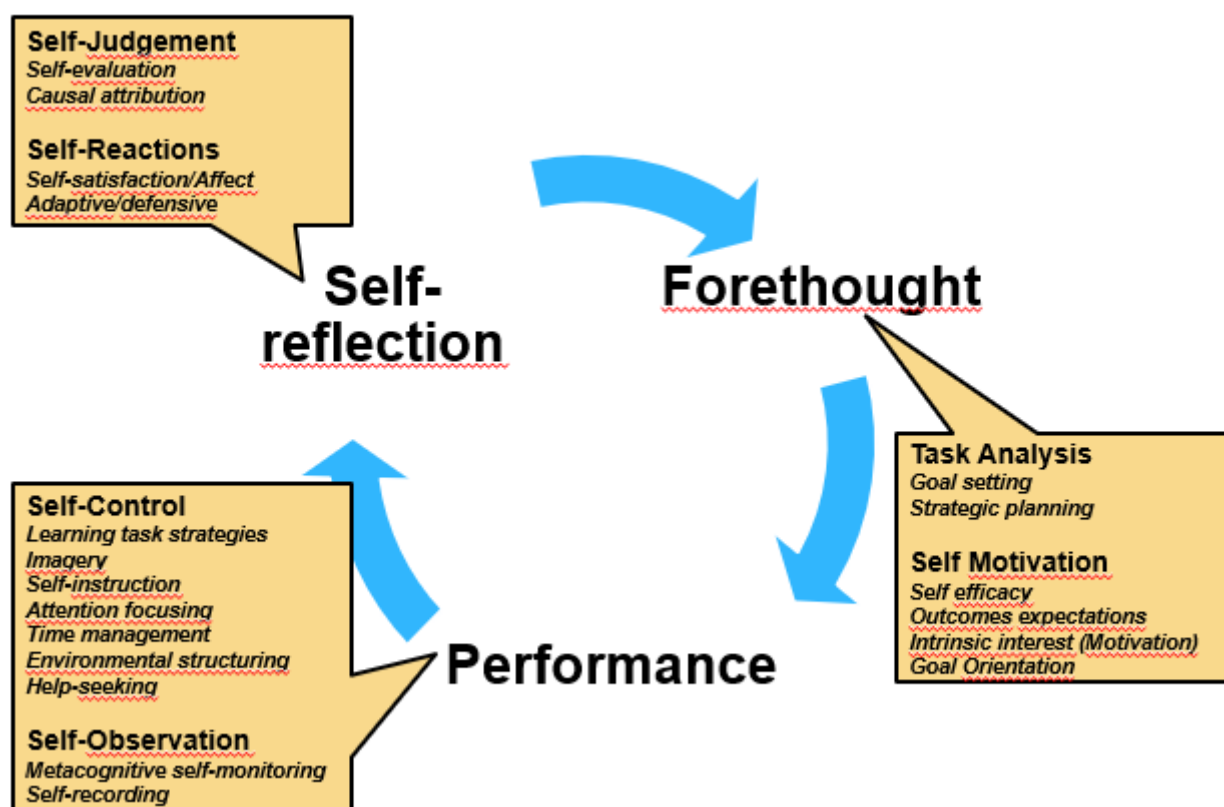 Self-Judgement
Self-evaluation
Causal attribution
Self-Reactions
Self-satisfaction/Affect
Adaptive/defensive
Self-
reflection
Forethought
Task Analysis
Goal setting
Strategic planning
Self Motivation
Self efficacy
Outcomes expectations
Intrinsic interest (Motivation)
Goal Orientation
Performance
Self-Control
Learning task strategies
Imagery
Self-instruction
Attention focusing
Time management
Environmental structuring
Help-seeking
Self-Observation
Metacognitive self-monitoring
Self-recording